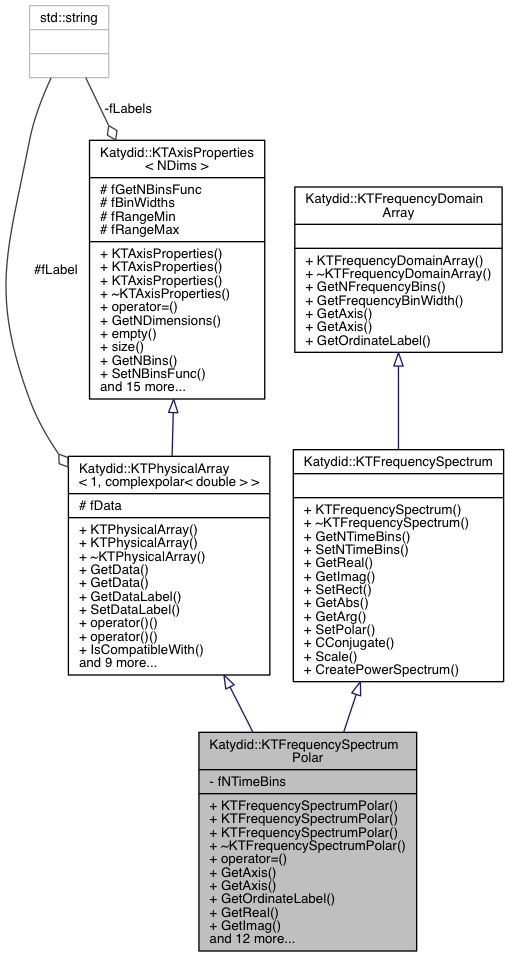 std::string
-fLabels
Katydid::KTAxisProperties
< NDims >
# fGetNBinsFunc
# fBinWidths
# fRangeMin
# fRangeMax
+ KTAxisProperties()
+ KTAxisProperties()
+ KTAxisProperties()
+ ~KTAxisProperties()
+ operator=()
+ GetNDimensions()
+ empty()
+ size()
+ GetNBins()
+ SetNBinsFunc()
and 15 more...
Katydid::KTFrequencyDomain
Array
+ KTFrequencyDomainArray()
+ ~KTFrequencyDomainArray()
+ GetNFrequencyBins()
+ GetFrequencyBinWidth()
+ GetAxis()
+ GetAxis()
+ GetOrdinateLabel()
#fLabel
Katydid::KTPhysicalArray
< 1, complexpolar< double > >
# fData
+ KTPhysicalArray()
+ KTPhysicalArray()
+ ~KTPhysicalArray()
+ GetData()
+ GetData()
+ GetDataLabel()
+ SetDataLabel()
+ operator()()
+ operator()()
+ IsCompatibleWith()
and 9 more...
Katydid::KTFrequencySpectrum
+ KTFrequencySpectrum()
+ ~KTFrequencySpectrum()
+ GetNTimeBins()
+ SetNTimeBins()
+ GetReal()
+ GetImag()
+ SetRect()
+ GetAbs()
+ GetArg()
+ SetPolar()
+ CConjugate()
+ Scale()
+ CreatePowerSpectrum()
Katydid::KTFrequencySpectrum
Polar
- fNTimeBins
+ KTFrequencySpectrumPolar()
+ KTFrequencySpectrumPolar()
+ KTFrequencySpectrumPolar()
+ ~KTFrequencySpectrumPolar()
+ operator=()
+ GetAxis()
+ GetAxis()
+ GetOrdinateLabel()
+ GetReal()
+ GetImag()
and 12 more...